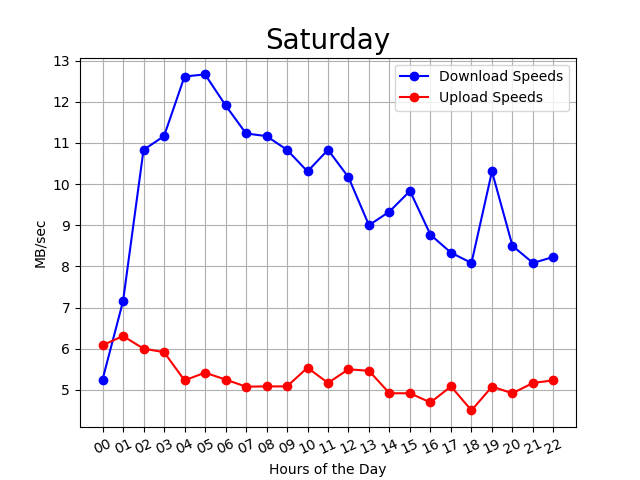 Saturday
Download Speeds
Upload Speeds
13
12
11
10
9
8
7
6
5
MB/sec
00 01 02 03 04 05 06 07 08 09 10 11 12 13 14 15 16 17 18 19 20 21 22
Hours of the Day